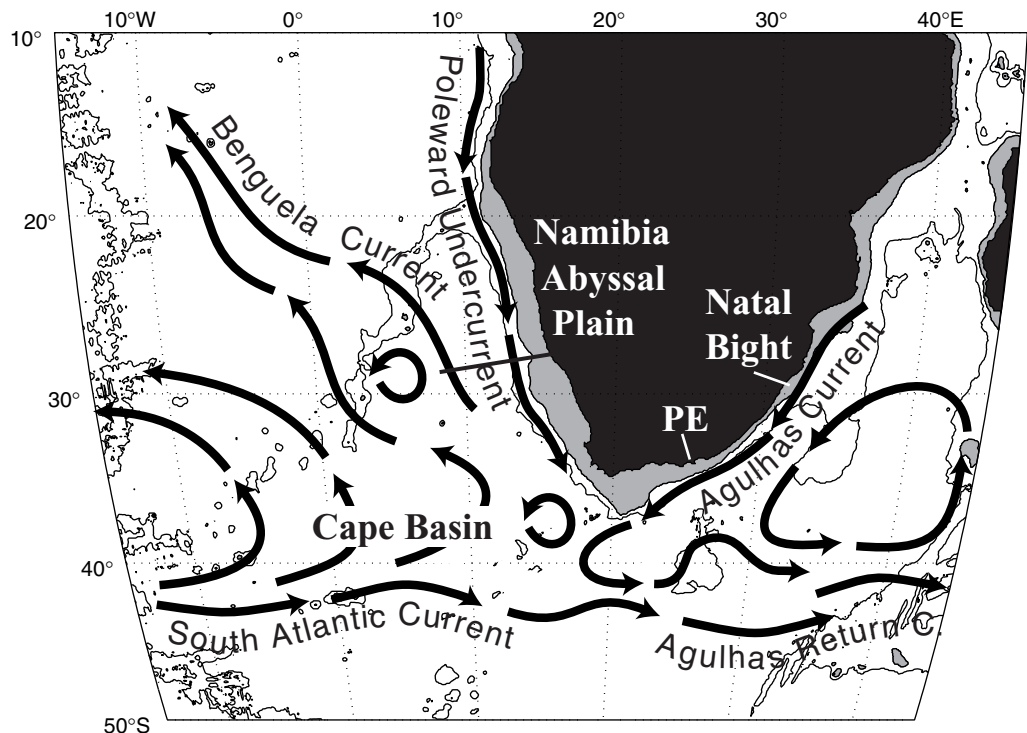 10°W 0° 10°E 20°E 30°E 40°E
10°
20°
30°
40°
50°S
Poleward Undercurrent
Benguela Current
Namibia
Abyssal
Plain
Natal
Bight
PE
Agulhas Current
Cape Basin
South Atlantic Current
Agulhas Return C.